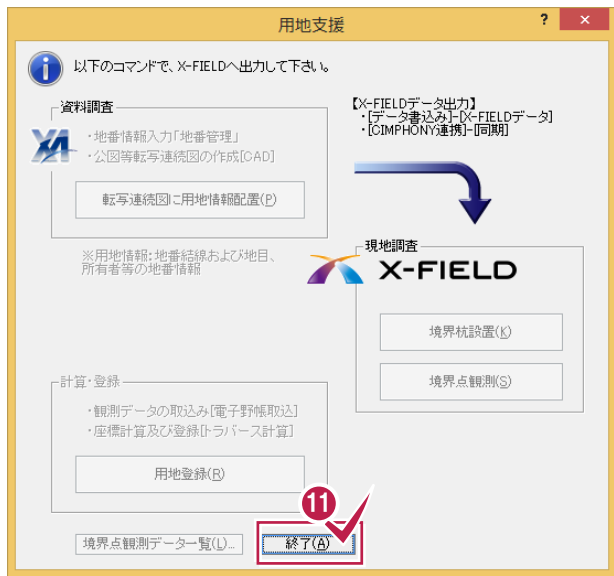 用地支援
? ×
以下のコマンドで、X-FIELDへ出力して下さい。
資料調査
・地番情報入力「地番管理」
・公図等転写連続図の作成[CAD]
転写連続図に用地情報配置(P)
※用地情報:地番結線および地目、
所有者等の地番情報
【X-FIELDデータ出力】
・[データ書込み]-[X-FIELDデータ]
・[CIMPHONY連携]-[同期]
現地調査
X-FIELD
境界杭設置(K)
境界点観測(S)
計算・登録
・観測データの取込み[電子野帳取込]
・座標計算及び登録[トラバース計算]
用地登録(R)
11
境界点観測データ一覧(L)...
終了(A)